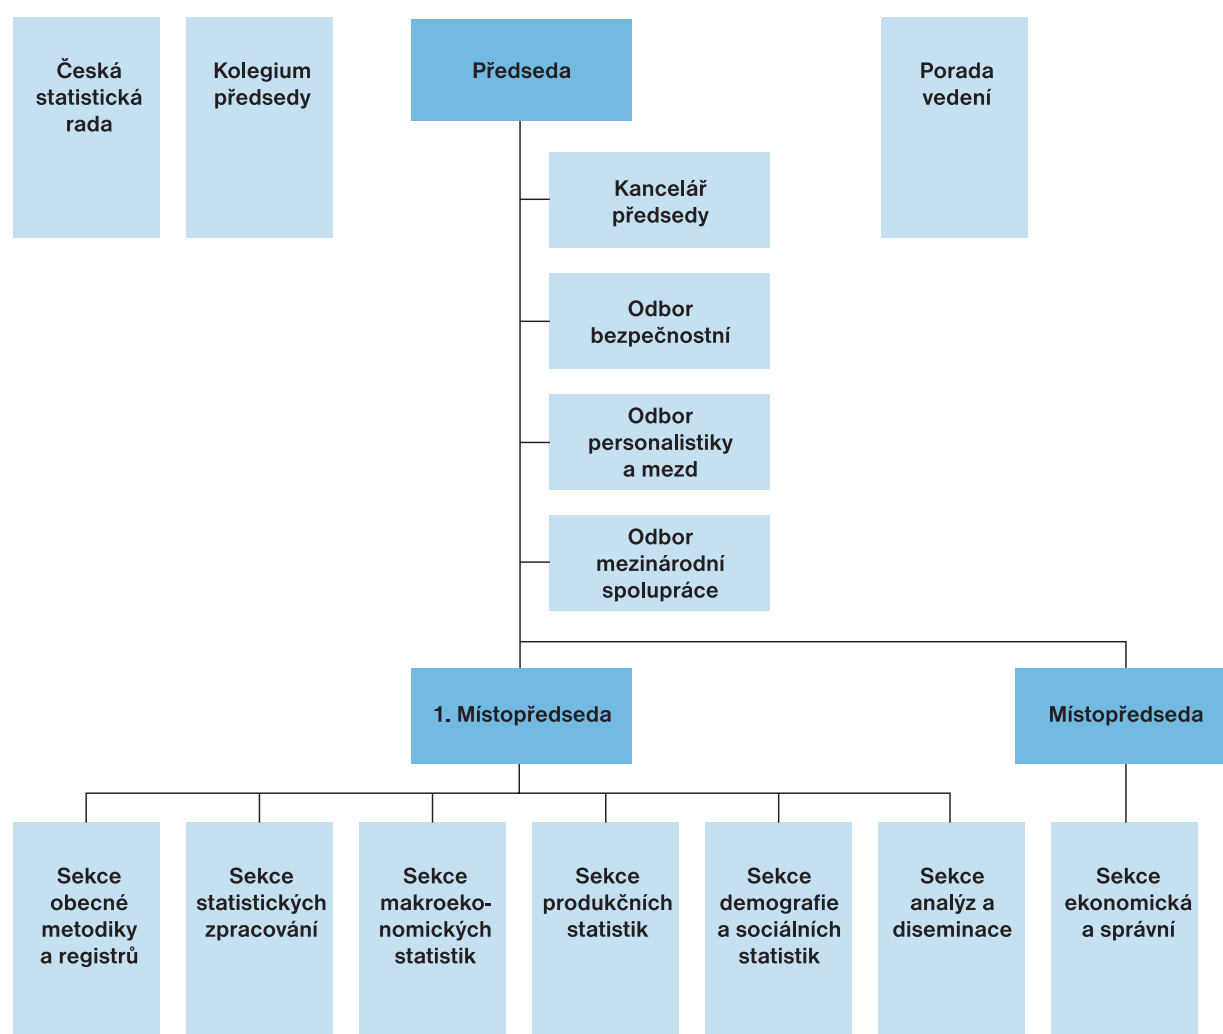 Česká
statistická
rada
Kolegium
předsedy
Předseda
Porada
vedení
Kancelář
předsedy
Odbor
bezpečnostní
Odbor
personalistiky
a mezd
Odbor
mezinárodní
spolupráce
1. Místopředseda
Místopředseda
Sekce
obecné
metodiky
a registrů
Sekce
statistických
zpracování
Sekce
makroeko-
nomických
statistik
Sekce
produkčních
statistik
Sekce
demografie
a sociálních
statistik
Sekce
analýz a
diseminace
Sekce
ekonomická
a správní